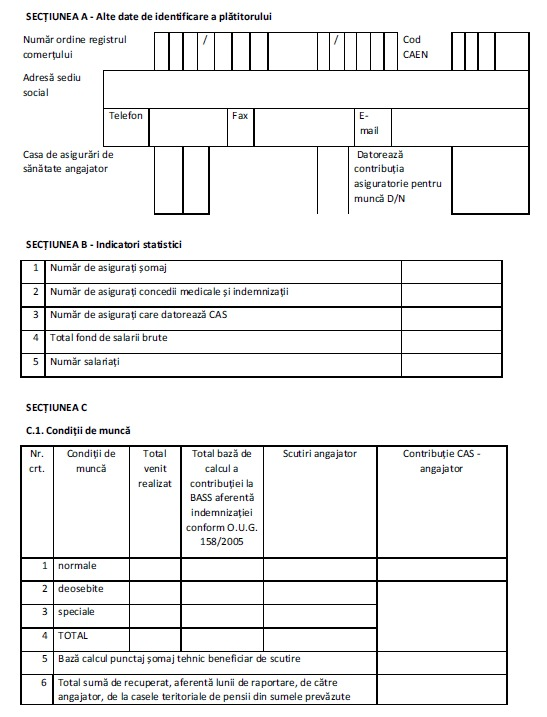 SECȚIUNEA A - Alte date de identificare a plătitorului
Număr ordine registrul comerțului / / Cod CAEN
Adresă sediu social
Telefon Fax E-mail
Casa de asigurări de sănătate angajator Datorează contribuția asiguratorie pentru muncă D/N
SECȚIUNEA B - Indicatori statistici
1 Număr de asigurați șomaj
2 Număr de asigurați concedii medicale și indemnizații
3 Număr de asigurați care datorează CAS
4 Total fond de salarii brute
5 Număr salariați
SECȚIUNEA C
C.1. Condiții de muncă
Nr. crt. Condiții de muncă Total venit realizat Total bază de calcul a contribuției la BASS aferentă indemnizației conform O.U.G. 158/2005 Scutiri angajator Contribuție CAS - angajator
1 normale
2 deosebite
3 speciale
4 TOTAL
5 Bază calcul punctaj șomaj tehnic beneficiar de scutire
6 Total sumă de recuperat, aferentă lunii de raportare, de către
angajator, de la casele teritoriale de pensii din sumele prevăzute